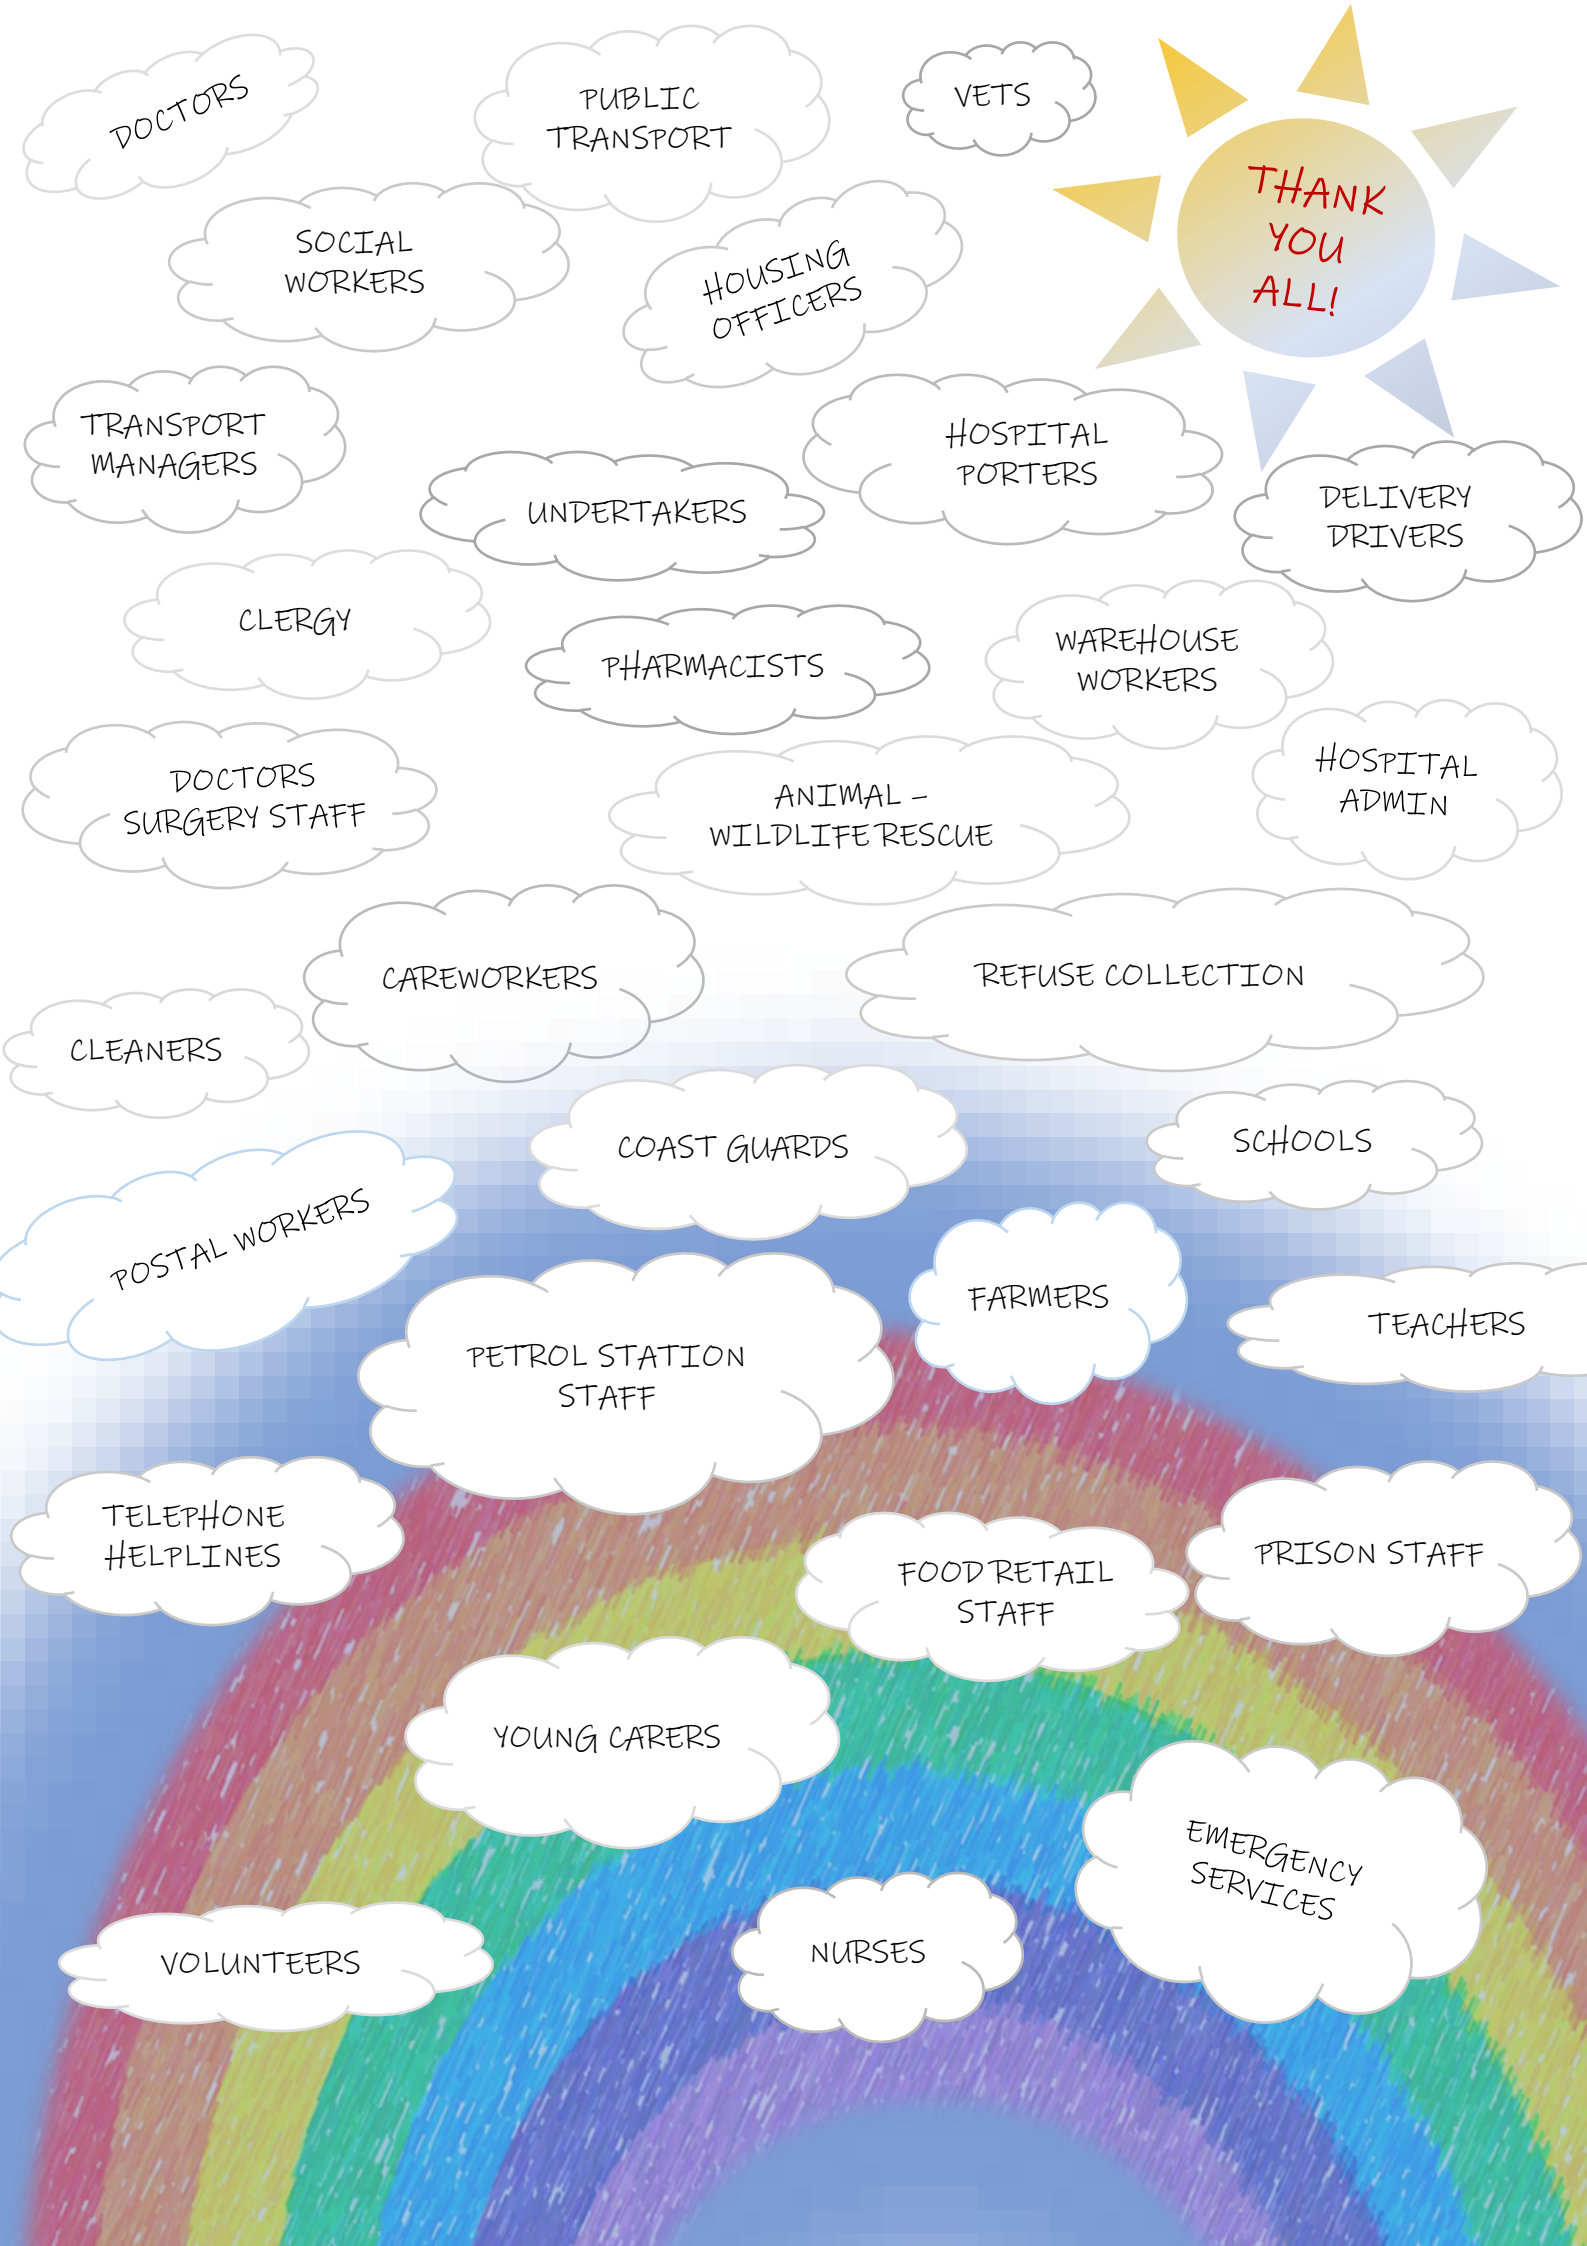 DOCTORS
PUBLIC
TRANSPORT
VETS
THANK
YOU
ALL!
SOCIAL
WORKERS
HOUSING
OFFICERS
TRANSPORT
MANAGERS
UNDERTAKERS
HOSPITAL
PORTERS
DELIVERY
DRIVERS
CLERGY
PHARMACISTS
WAREHOUSE
WORKERS
DOCTORS
SURGERY STAFF
ANIMAL –
WILDLIFE RESCUE
HOSPITAL
ADMIN
CAREWORKERS
REFUSE COLLECTION
CLEANERS
COAST GUARDS
SCHOOLS
POSTAL WORKERS
FARMERS
TEACHERS
PETROL STATION
STAFF
TELEPHONE
HELPLINES
FOOD RETAIL
STAFF
PRISON STAFF
YOUNG CARERS
EMERGENCY
SERVICES
VOLUNTEERS
NURSES